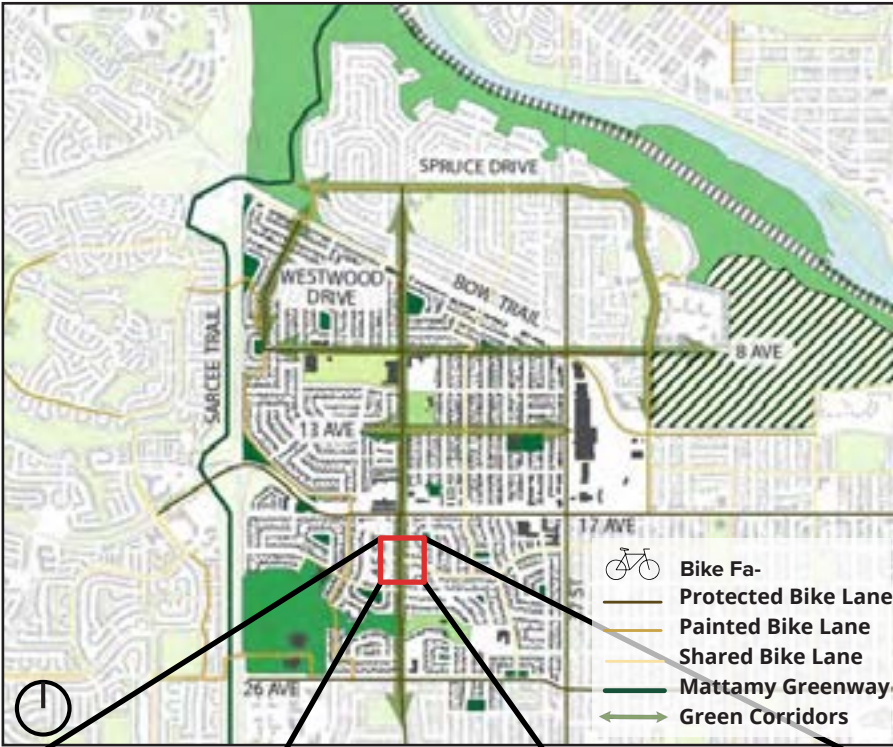 SPRUCE DRIVE
WESTWOOD
DRIVE
BOW TRAIL
SARCEE TRAIL
8 AVE
13 AVE
17 AVE
ST
26 AVE
Bike Fa-
Protected Bike Lane
Painted Bike Lane
Shared Bike Lane
Mattamy Greenway
Green Corridors